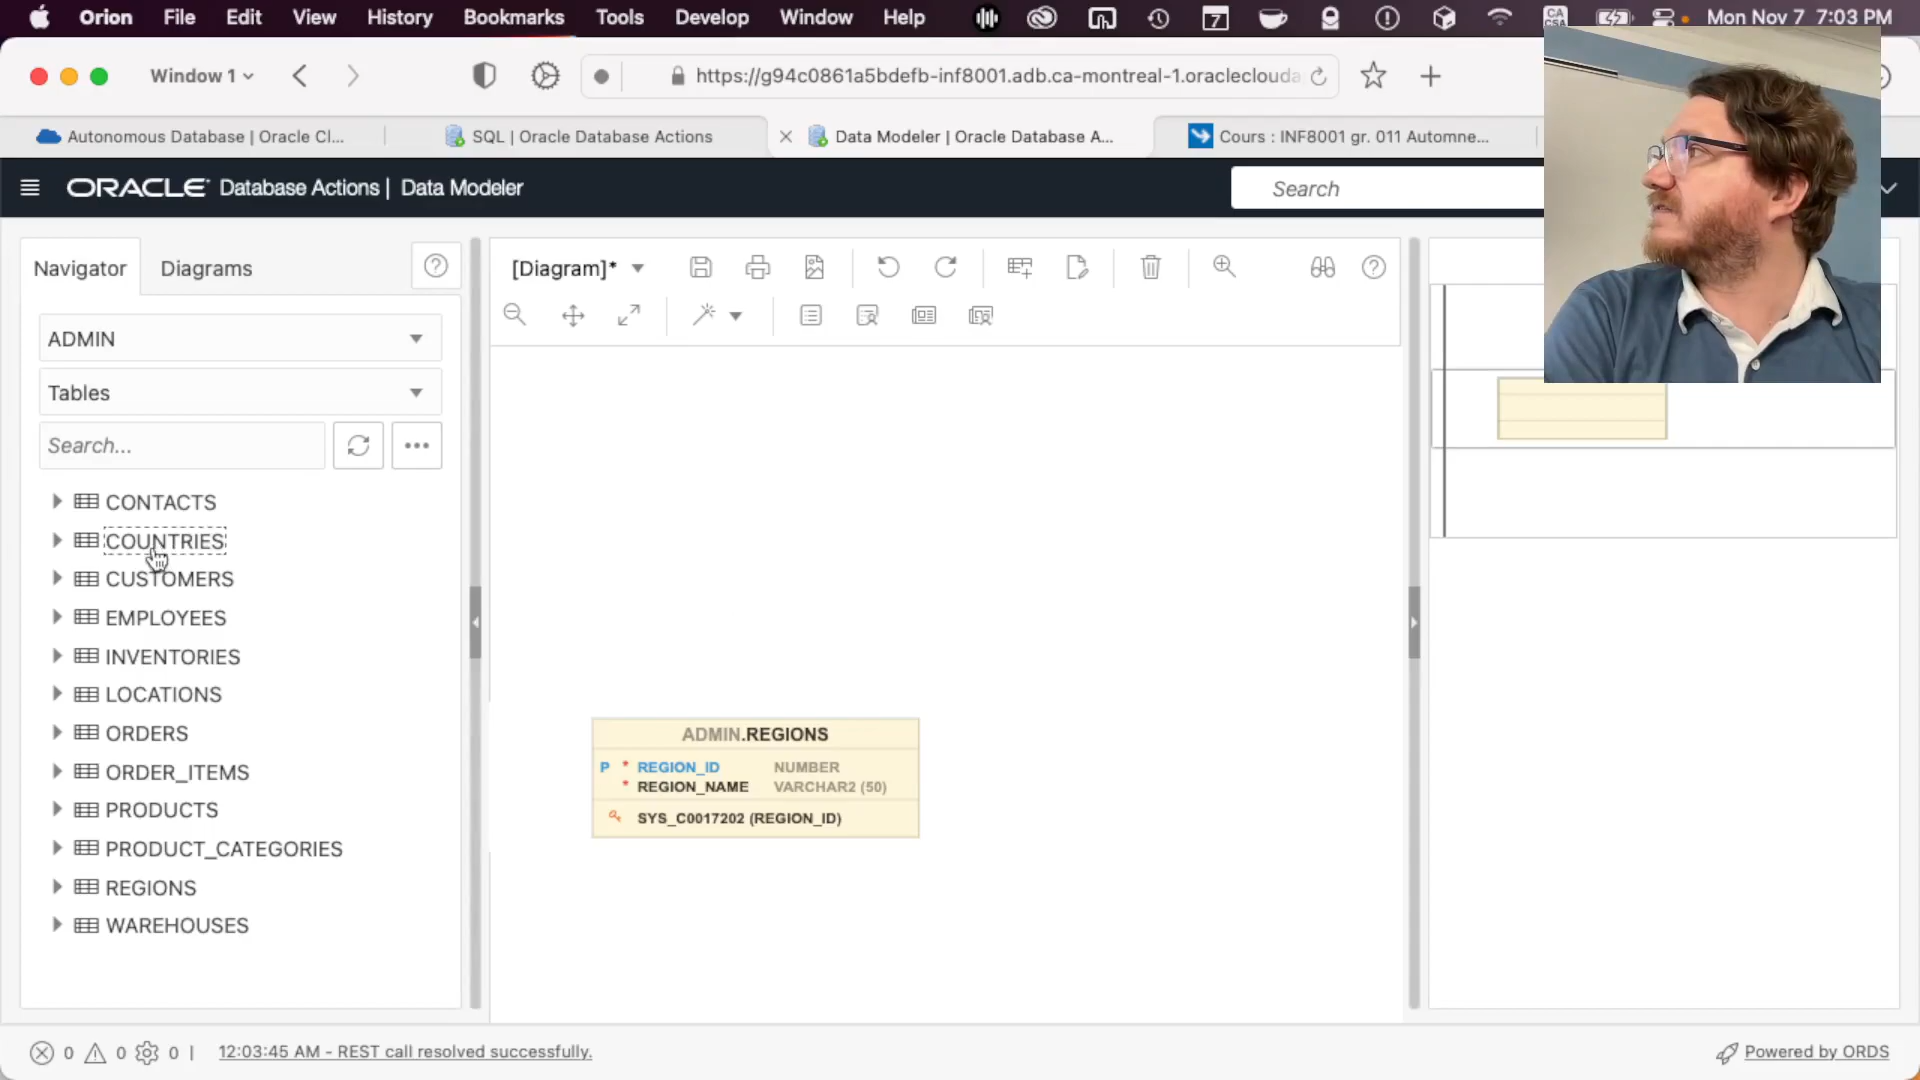 Orion File Edit View History Bookmarks Tools Develop Window Help CA CSA Mon Nov 7 7:03 PM
Window 1 https://g94c0861a5bdefb-inf8001.adb.ca-montreal-1.oracleclouda
Autonomous Database | Oracle Cl... SQL | Oracle Database Actions Data Modeler | Oracle Database A... Cours : INF8001 gr. 011 Automne...
ORACLE Database Actions | Data Modeler Search
Navigator Diagrams
[Diagram]*
ADMIN
Tables
Search...
CONTACTS
COUNTRIES
CUSTOMERS
EMPLOYEES
INVENTORIES
LOCATIONS
ORDERS
ORDER_ITEMS
PRODUCTS
PRODUCT_CATEGORIES
REGIONS
WAREHOUSES
ADMIN.REGIONS
P * REGION_ID NUMBER
* REGION_NAME VARCHAR2 (50)
SYS_C0017202 (REGION_ID)
0 0 0 | 12:03:45 AM - REST call resolved successfully. Powered by ORDS